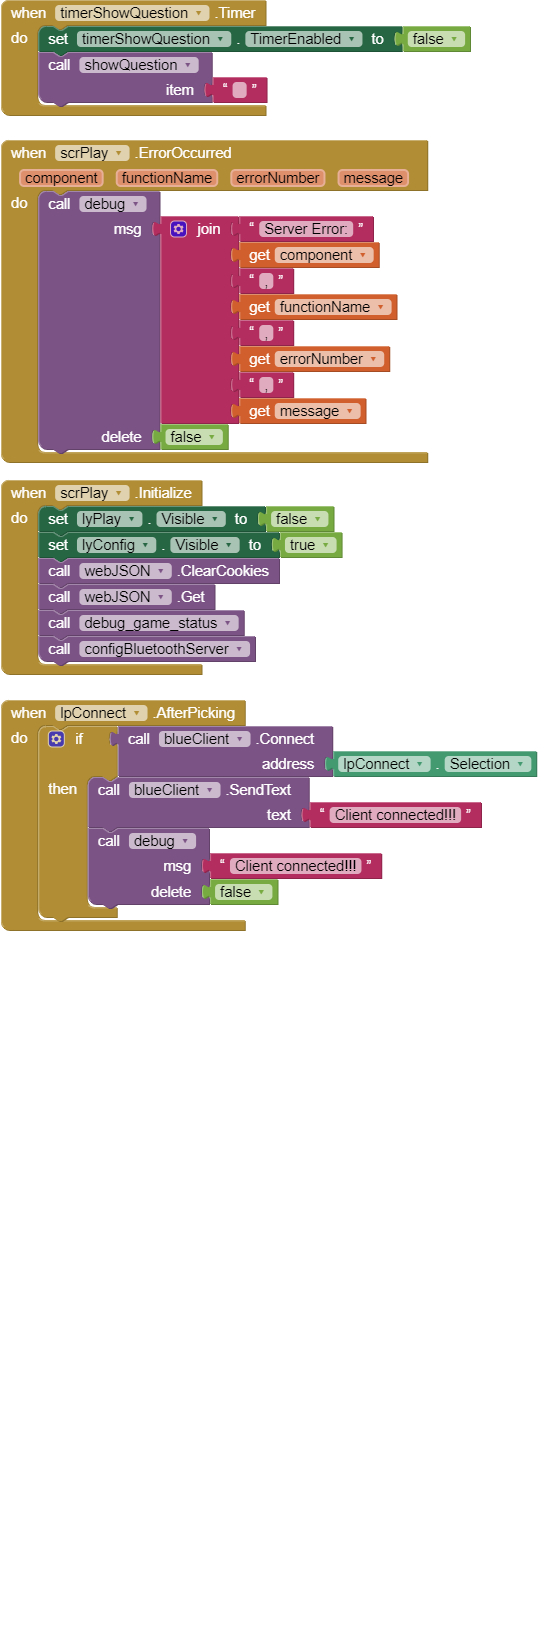 when timerShowQuestion .Timer
do set timerShowQuestion . TimerEnabled to false
call showQuestion
item “ ”
when scrPlay .ErrorOccurred
component functionName errorNumber message
do call debug
msg join “ Server Error: ”
get component
“ , ”
get functionName
“ , ”
get errorNumber
“ , ”
get message
delete false
when scrPlay .Initialize
do set lyPlay . Visible to false
set lyConfig . Visible to true
call webJSON .ClearCookies
call webJSON .Get
call debug_game_status
call configBluetoothServer
when lpConnect .AfterPicking
do if call blueClient .Connect
address lpConnect . Selection
then call blueClient .SendText
text “ Client connected!!! ”
call debug
msg “ Client connected!!! ”
delete false